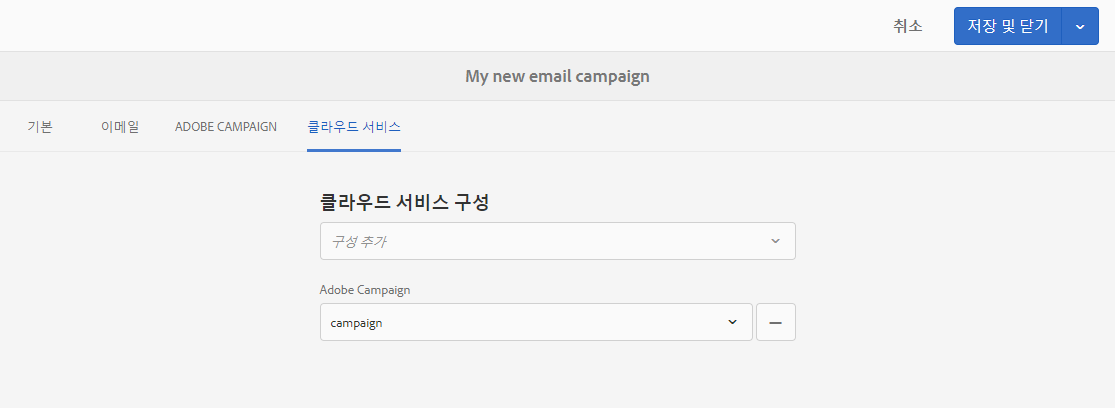 취소
저장 및 닫기
My new email campaign
기본
이메일
ADOBE CAMPAIGN
클라우드 서비스
클라우드 서비스 구성
구성 추가
Adobe Campaign
campaign